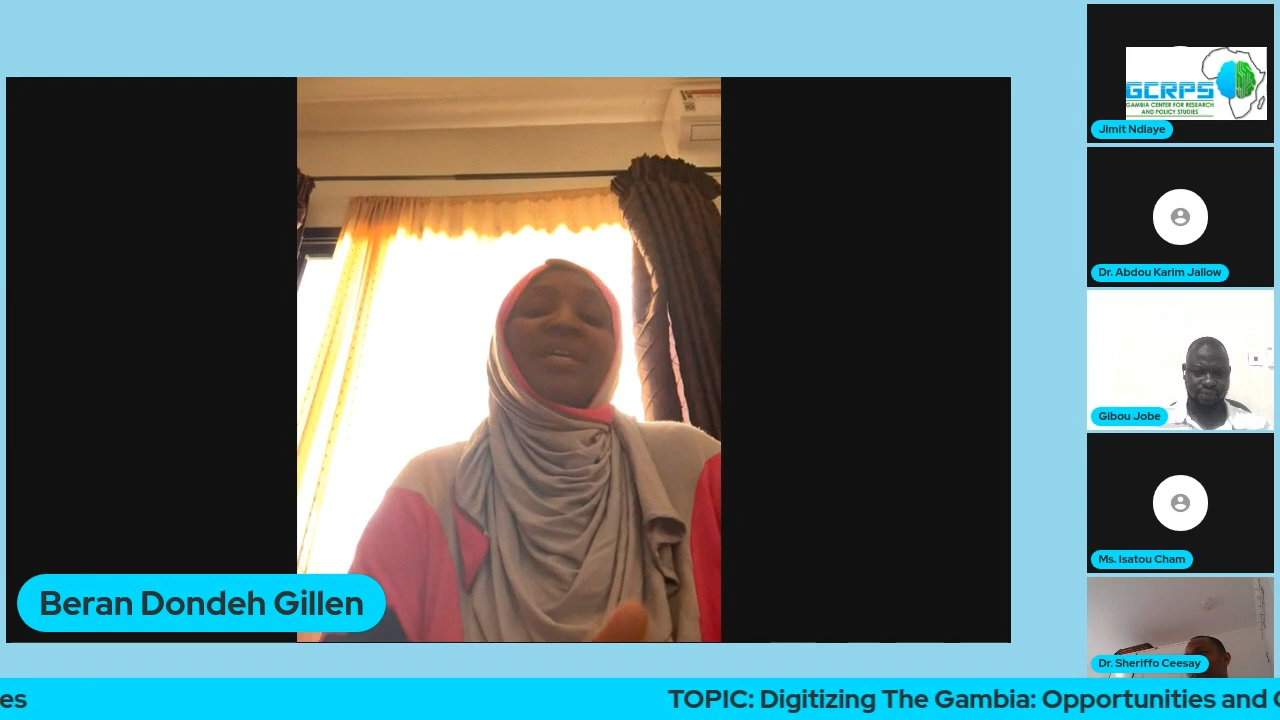 GCRPS
GAMBIA CENTER FOR RESEARCH
AND POLICY STUDIES
Jimit Ndiaye
Dr. Abdou Karim Jallow
Gibou Jobe
Ms. Isatou Cham
Dr. Sheriffo Ceesay
Beran Dondeh Gillen
es
TOPIC: Digitizing The Gambia: Opportunities and